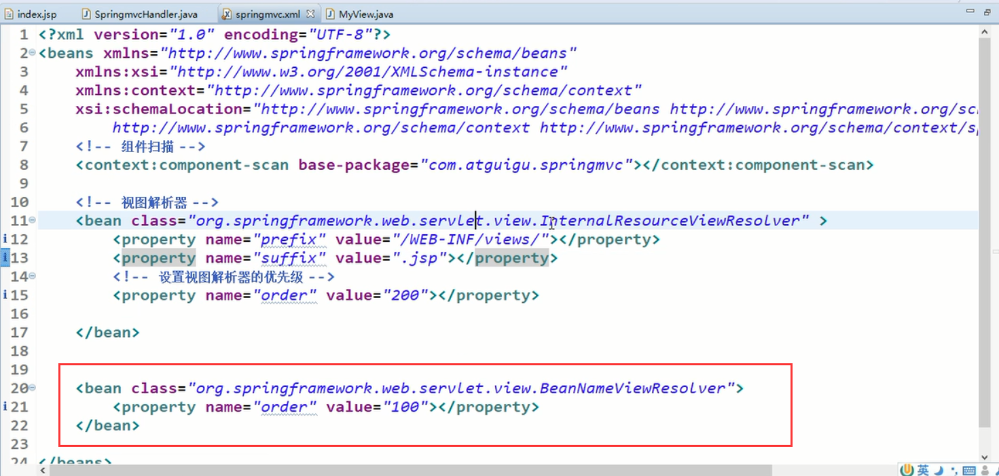 index.jsp SpringmvcHandler.java springmvc.xml MyView.java
1 <?xml version="1.0" encoding="UTF-8"?>
2 <beans xmlns="http://www.springframework.org/schema/beans"
3 xmlns:xsi="http://www.w3.org/2001/XMLSchema-instance"
4 xmlns:context="http://www.springframework.org/schema/context"
5 xsi:schemaLocation="http://www.springframework.org/schema/beans http://www.springframework.org/sc
6 http://www.springframework.org/schema/context http://www.springframework.org/schema/context/sp
7 <!-- 组件扫描 -->
8 <context:component-scan base-package="com.atguigu.springmvc"></context:component-scan>
9
10 <!-- 视图解析器 -->
11 <bean class="org.springframework.web.servlet.view.InternalResourceViewResolver" >
12 <property name="prefix" value="/WEB-INF/views/"></property>
13 <property name="suffix" value=".jsp"></property>
14 <!-- 设置视图解析器的优先级 -->
15 <property name="order" value="200"></property>
16
17 </bean>
18
19
20 <bean class="org.springframework.web.servlet.view.BeanNameViewResolver">
21 <property name="order" value="100"></property>
22 </bean>
23
24 </beans>
英